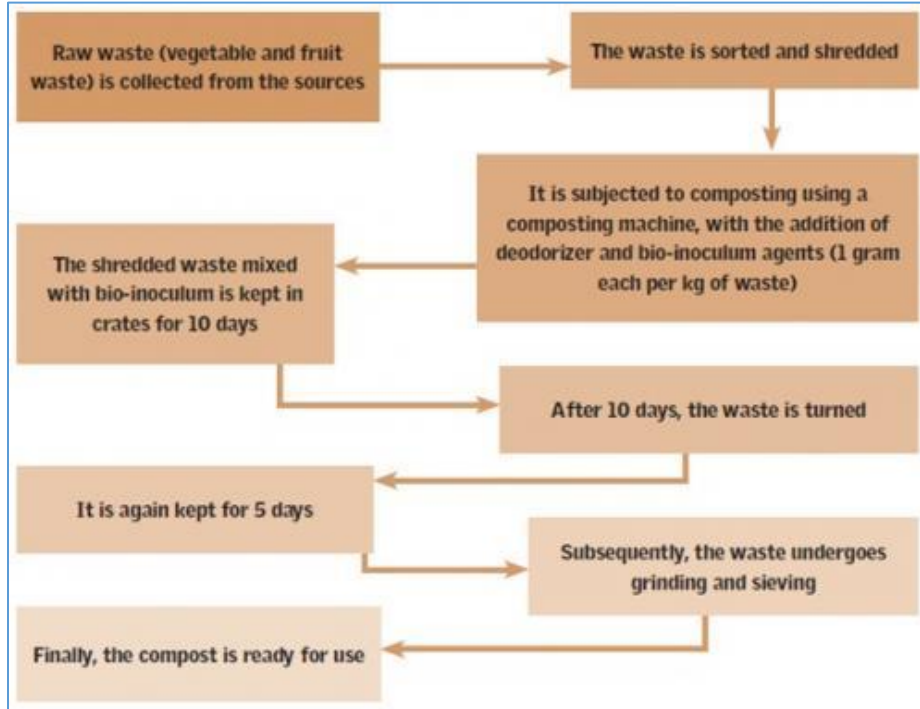 Raw waste (vegetable and fruit
waste) is collected from the sources
The waste is sorted and shredded
It is subjected to composting using a
composting machine, with the addition of
deodorizer and bio-inoculum agents (1 gram
each per kg of waste)
The shredded waste mixed
with bio-inoculum is kept in
crates for 10 days
After 10 days, the waste is turned
It is again kept for 5 days
Subsequently, the waste undergoes
grinding and sieving
Finally, the compost is ready for use